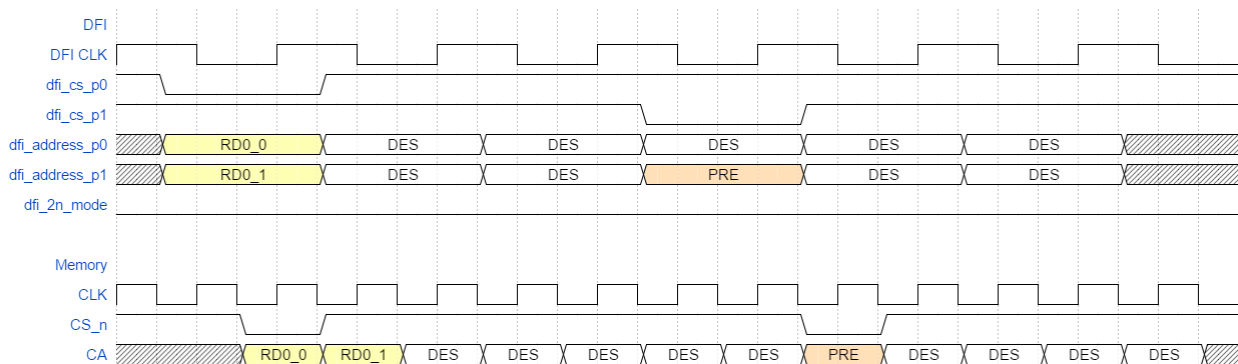 DFI
DFI CLK
dfi_cs_p0
dfi_cs_p1
dfi_address_p0 RD0_0 DES DES DES DES DES
dfi_address_p1 RD0_1 DES DES PRE DES DES
dfi_2n_mode
Memory
CLK
CS_n
CA RD0_0 RD0_1 DES DES DES DES DES PRE DES DES DES DES